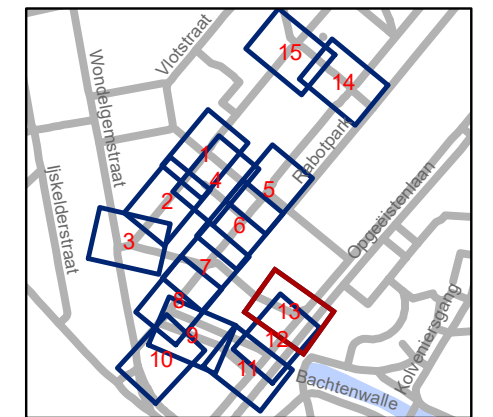 Vlotstraat
15
14
Wondelgemstraat
Rabotpark
1
4
5
Ijskelderstraat
2
6
Opgeëistenlaan
3
7
8
13
9
12
10
11
Kolveniersgang
Bachtenwalle